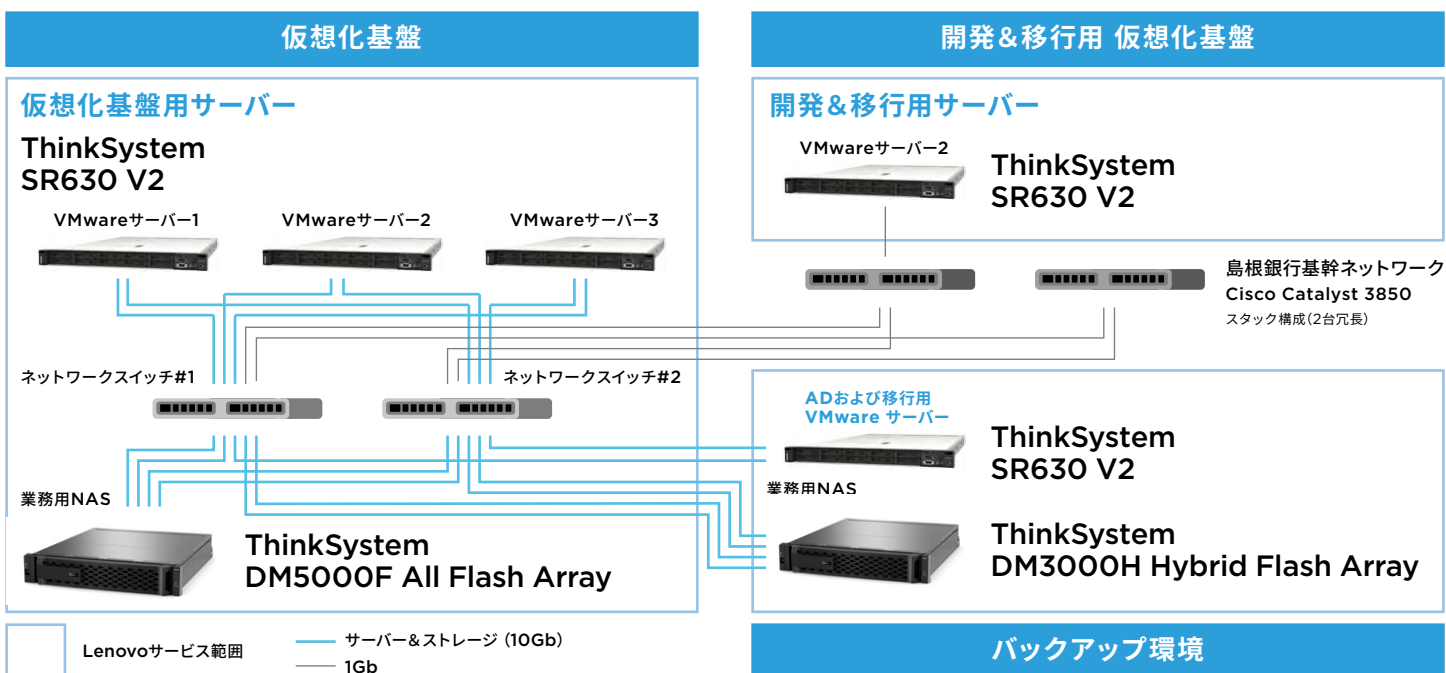 仮想化基盤
仮想化基盤用サーバー
ThinkSystem
SR630 V2
VMwareサーバー1
VMwareサーバー2
VMwareサーバー3
ネットワークスイッチ#1
ネットワークスイッチ#2
業務用NAS
ThinkSystem
DM5000F All Flash Array
開発&移行用 仮想化基盤
開発&移行用サーバー
VMwareサーバー2
ThinkSystem
SR630 V2
島根銀行基幹ネットワーク
Cisco Catalyst 3850
スタック構成(2台冗長)
ADおよび移行用
VMware サーバー
ThinkSystem
SR630 V2
業務用NAS
ThinkSystem
DM3000H Hybrid Flash Array
バックアップ環境
Lenovoサービス範囲
サーバー&ストレージ(10Gb)
1Gb